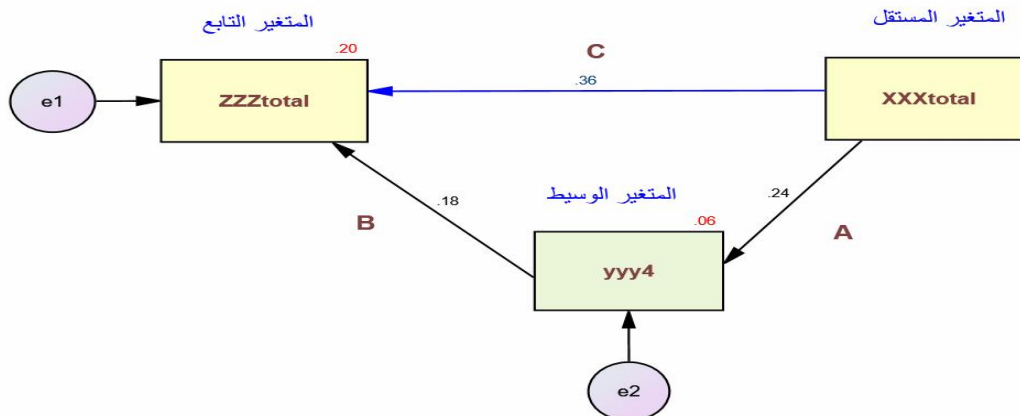 المتغير المستقل
المتغير التابع
.20
C
.36
e1
ZZZtotal
XXXtotal
المتغير الوسيط
.24
.18
B
.06
A
yyy4
e2